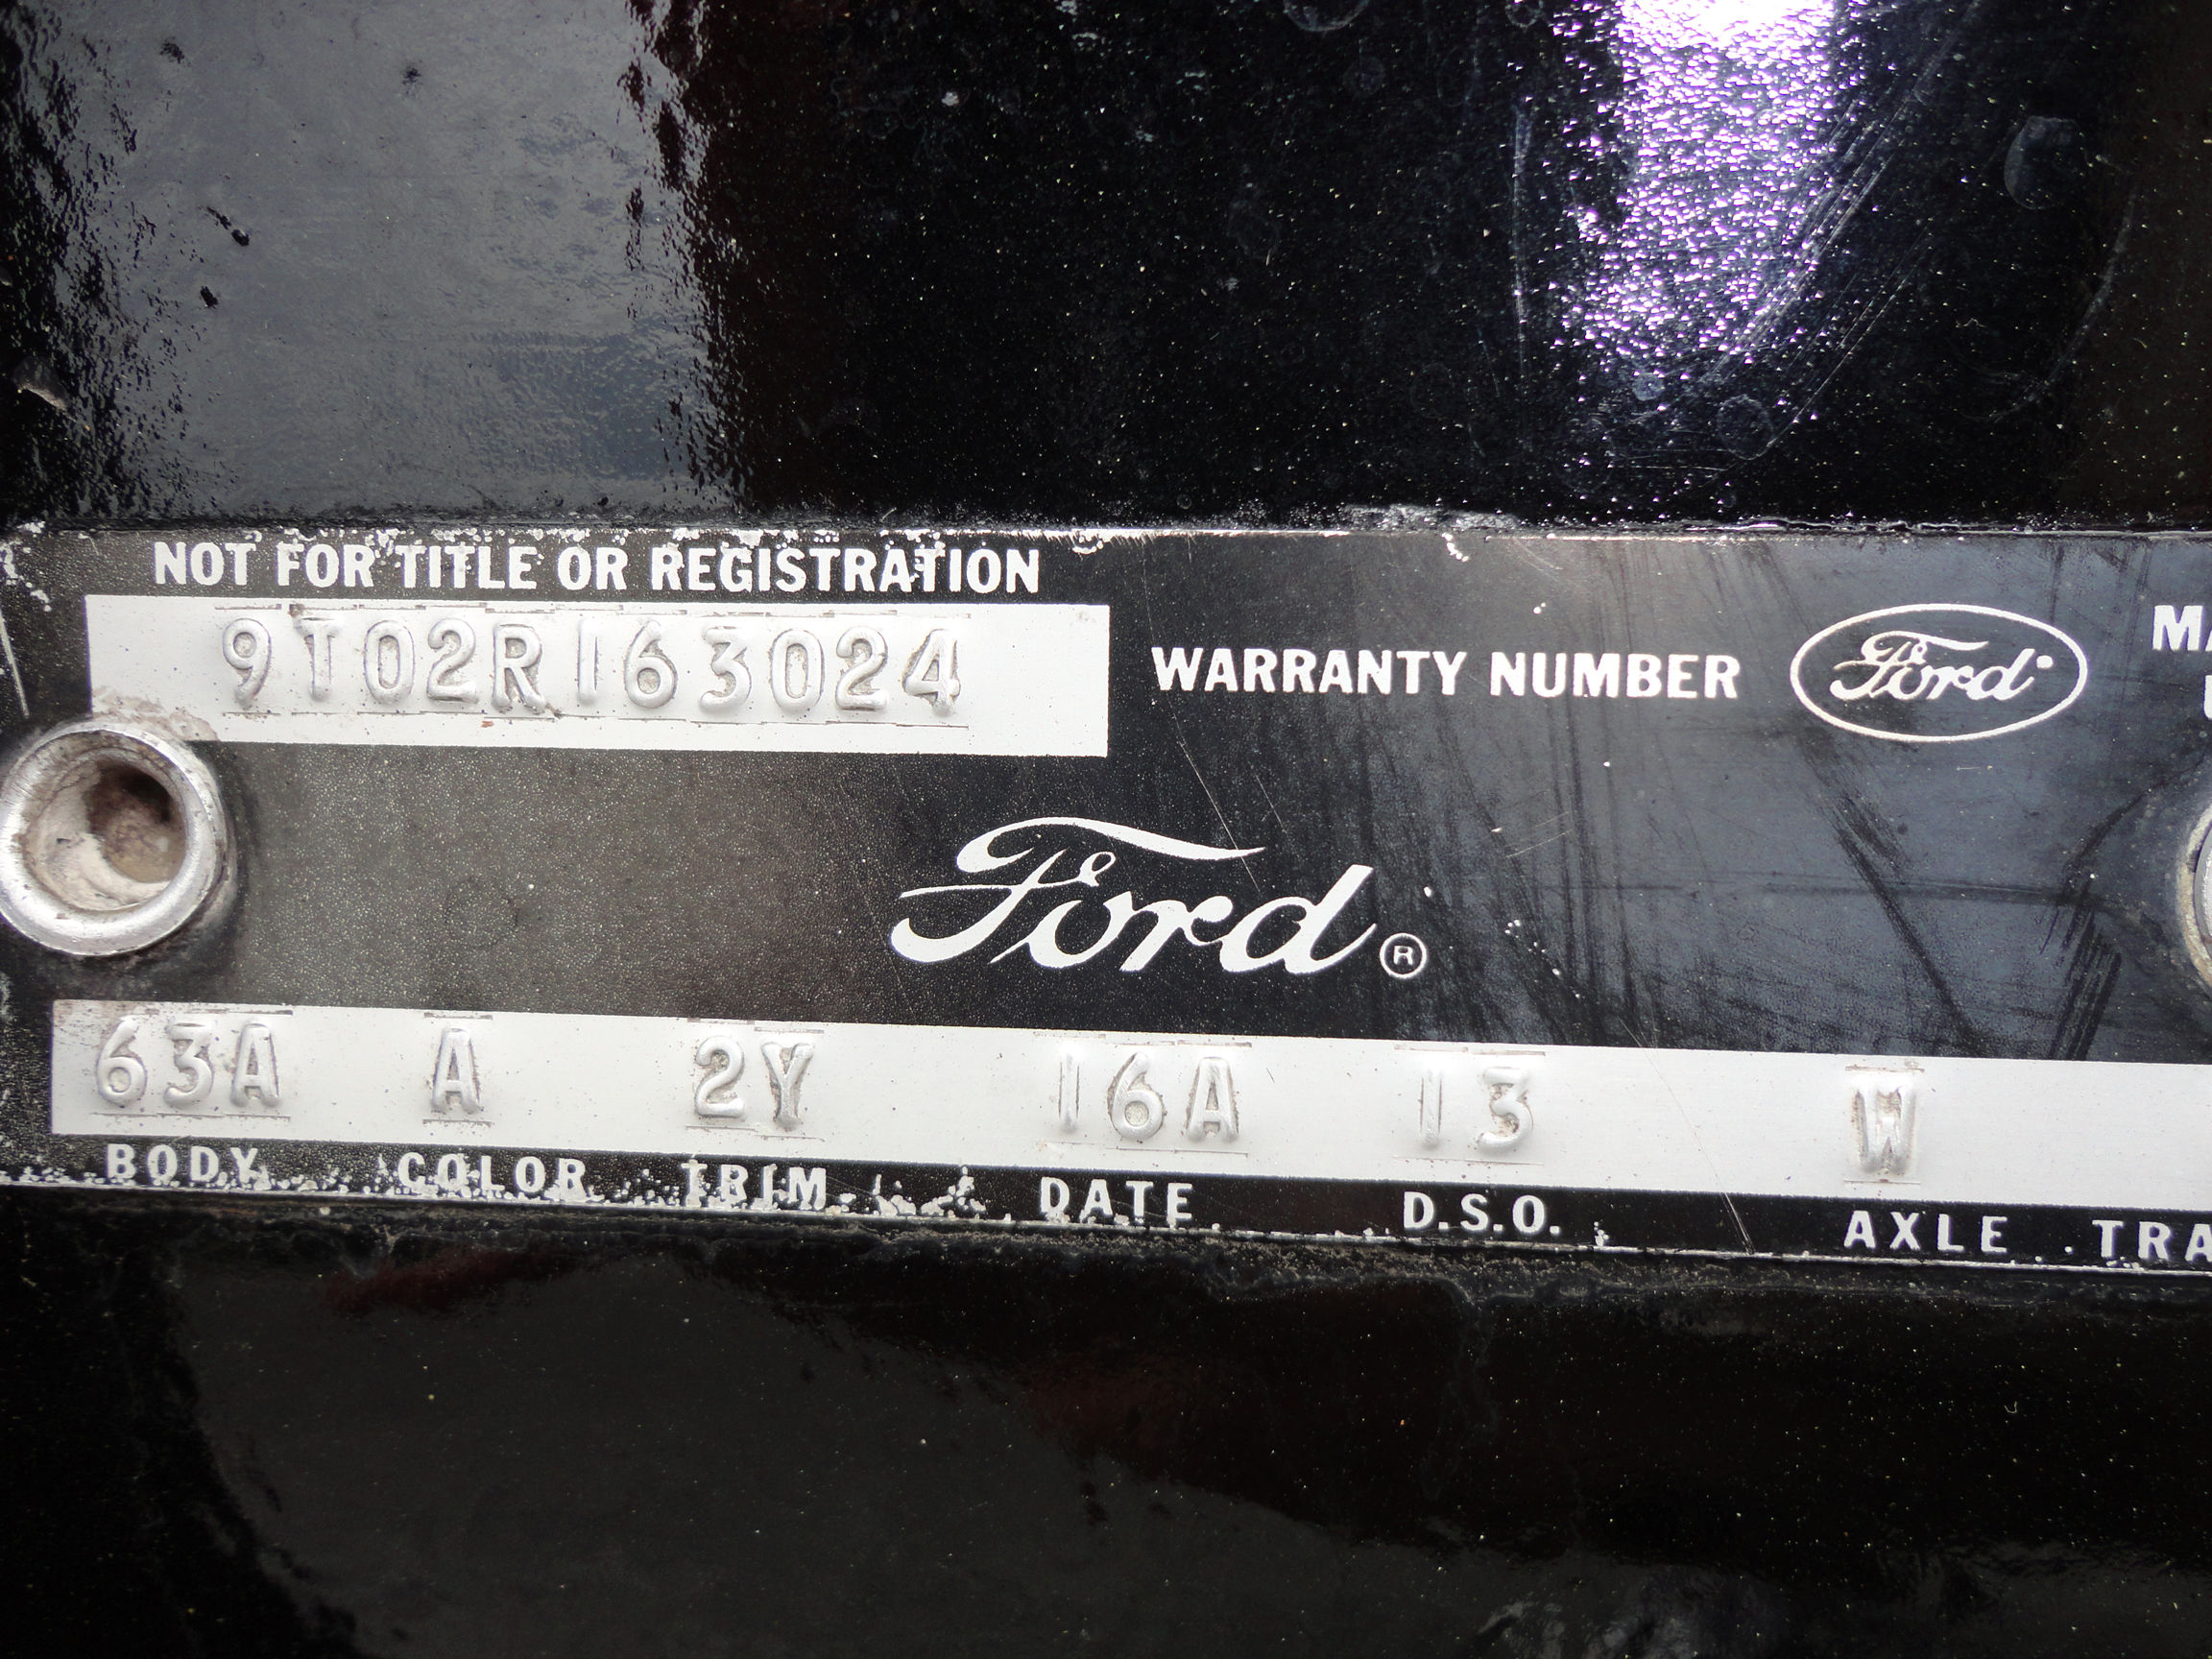 NOT FOR TITLE OR REGISTRATION
9T02R163024
WARRANTY NUMBER
Ford
Ford®
63A A 2Y 16A 13 W
BODY COLOR TRIM DATE D.S.O. AXLE